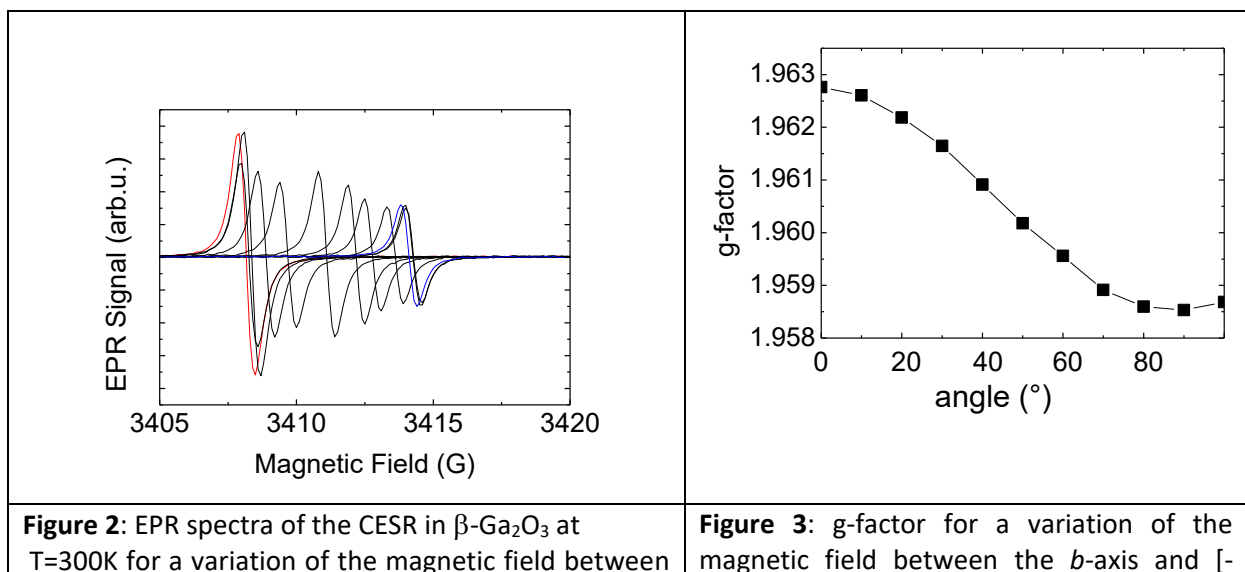 EPR Signal (arb.u.)
3405 3410 3415 3420
Magnetic Field (G)
1.963
1.962
1.961
1.960
1.959
1.958
g-factor
0 20 40 60 80
angle (°)
Figure 2: EPR spectra of the CESR in β-Ga₂O₃ at
T=300K for a variation of the magnetic field between
Figure 3: g-factor for a variation of the
magnetic field between the b-axis and [-